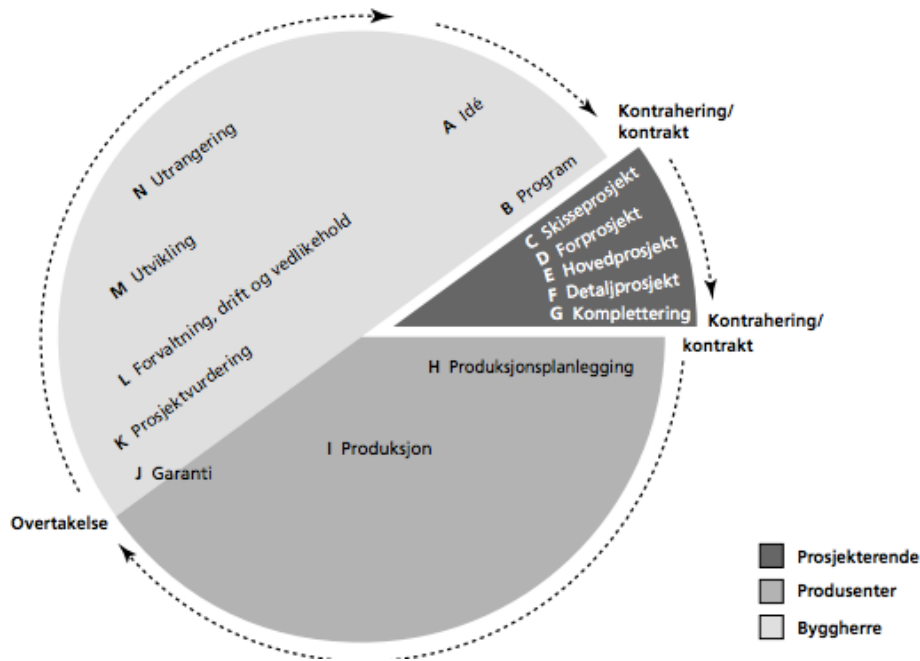 A Idé
B Program
Kontrahering/
kontrakt
C Skisseprosjekt
D Forprosjekt
E Hovedprosjekt
F Detaljprosjekt
G Komplettering
Kontrahering/
kontrakt
H Produksjonsplanlegging
I Produksjon
J Garanti
Overtakelse
K Prosjektvurdering
L Forvaltning, drift og vedlikehold
M Utvikling
N Utrangering
Prosjekterende
Produsenter
Byggherre